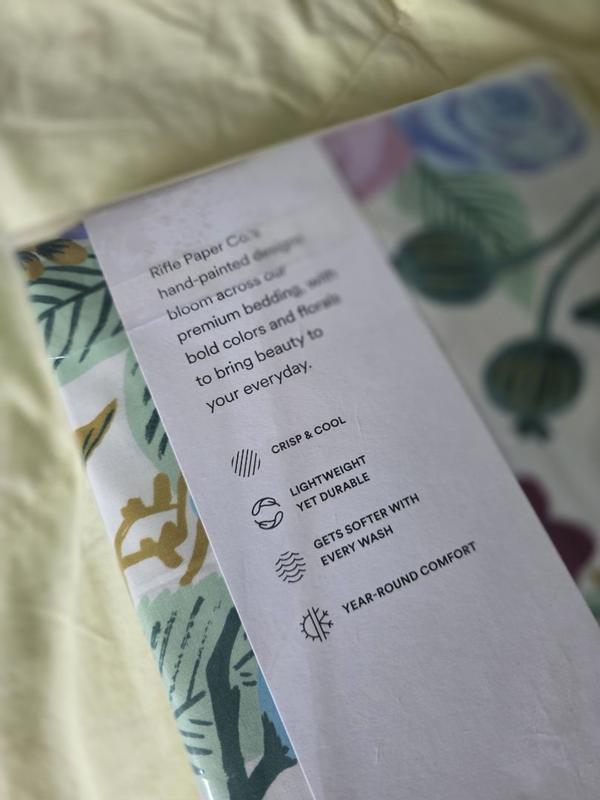 Rifle Paper Co.'s
hand-painted designs
bloom across our
premium bedding, with
bold colors and florals
to bring beauty to
your everyday.
CRISP & COOL
LIGHTWEIGHT
YET DURABLE
GETS SOFTER WITH
EVERY WASH
YEAR-ROUND COMFORT